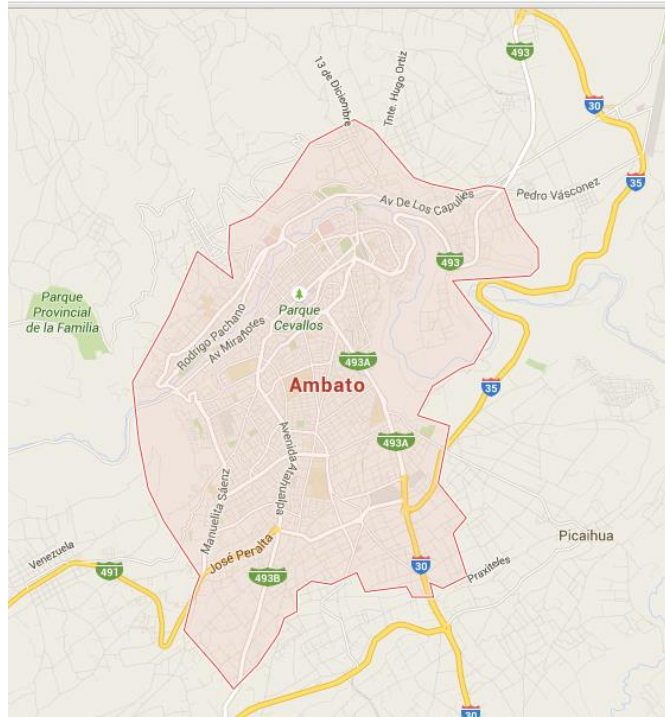 493
13 de Diciembre
Tnte. Hugo Ortiz
30
35
Pedro Vásconez
Av De Los Capulíes
493
Parque
Provincial
de la Familia
Parque
Cevallos
Rodrigo Pachano
Av Miraflores
493A
Ambato
35
493A
Avenida Atahualpa
Manuelita Sáenz
Picaihua
José Peralta
Venezuela
491
493B
30
Praxiteles
30